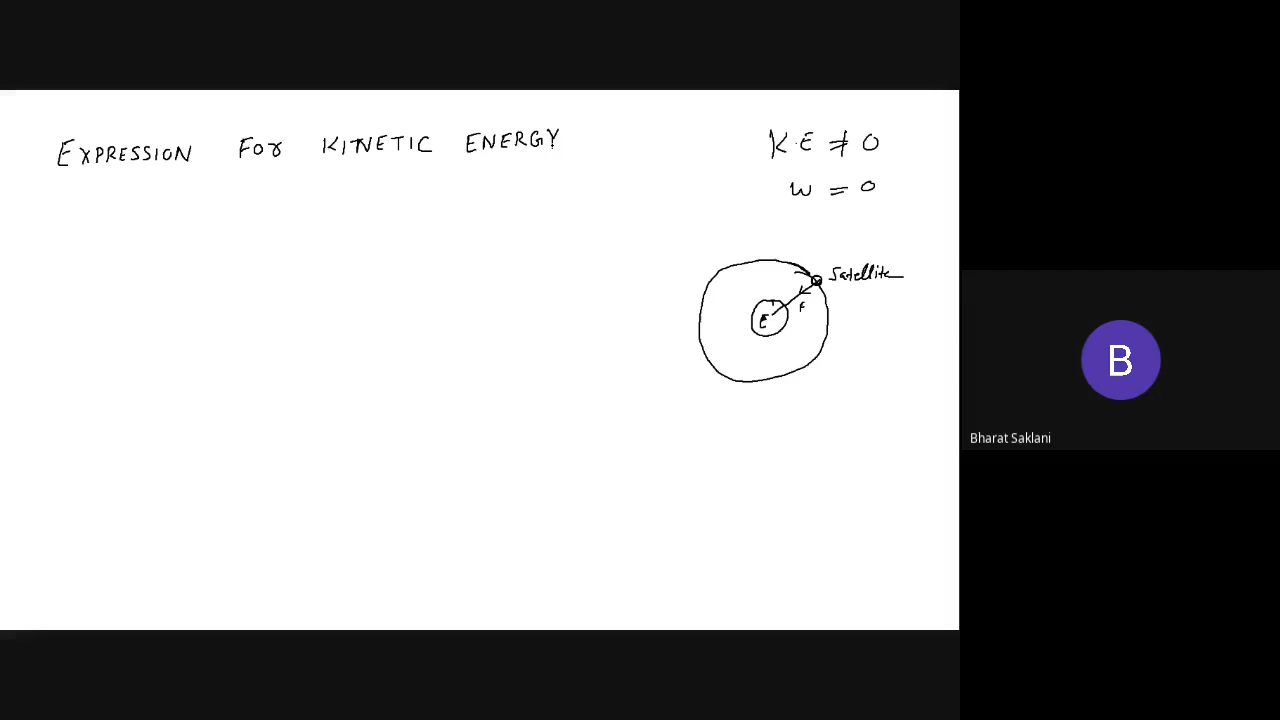 EXPRESSION FOR KINETIC ENERGY
K.E ≠ 0
W = 0
Satellite
F
E
B
Bharat Saklani